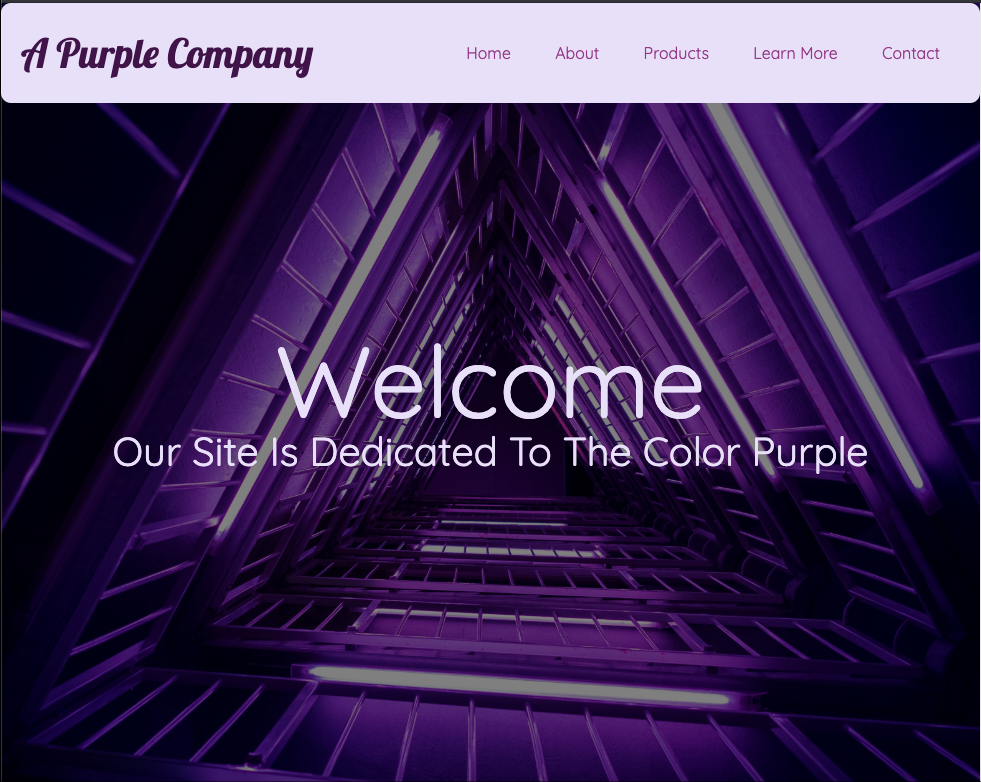 A Purple Company
Home About Products Learn More Contact
Welcome
Our Site Is Dedicated To The Color Purple